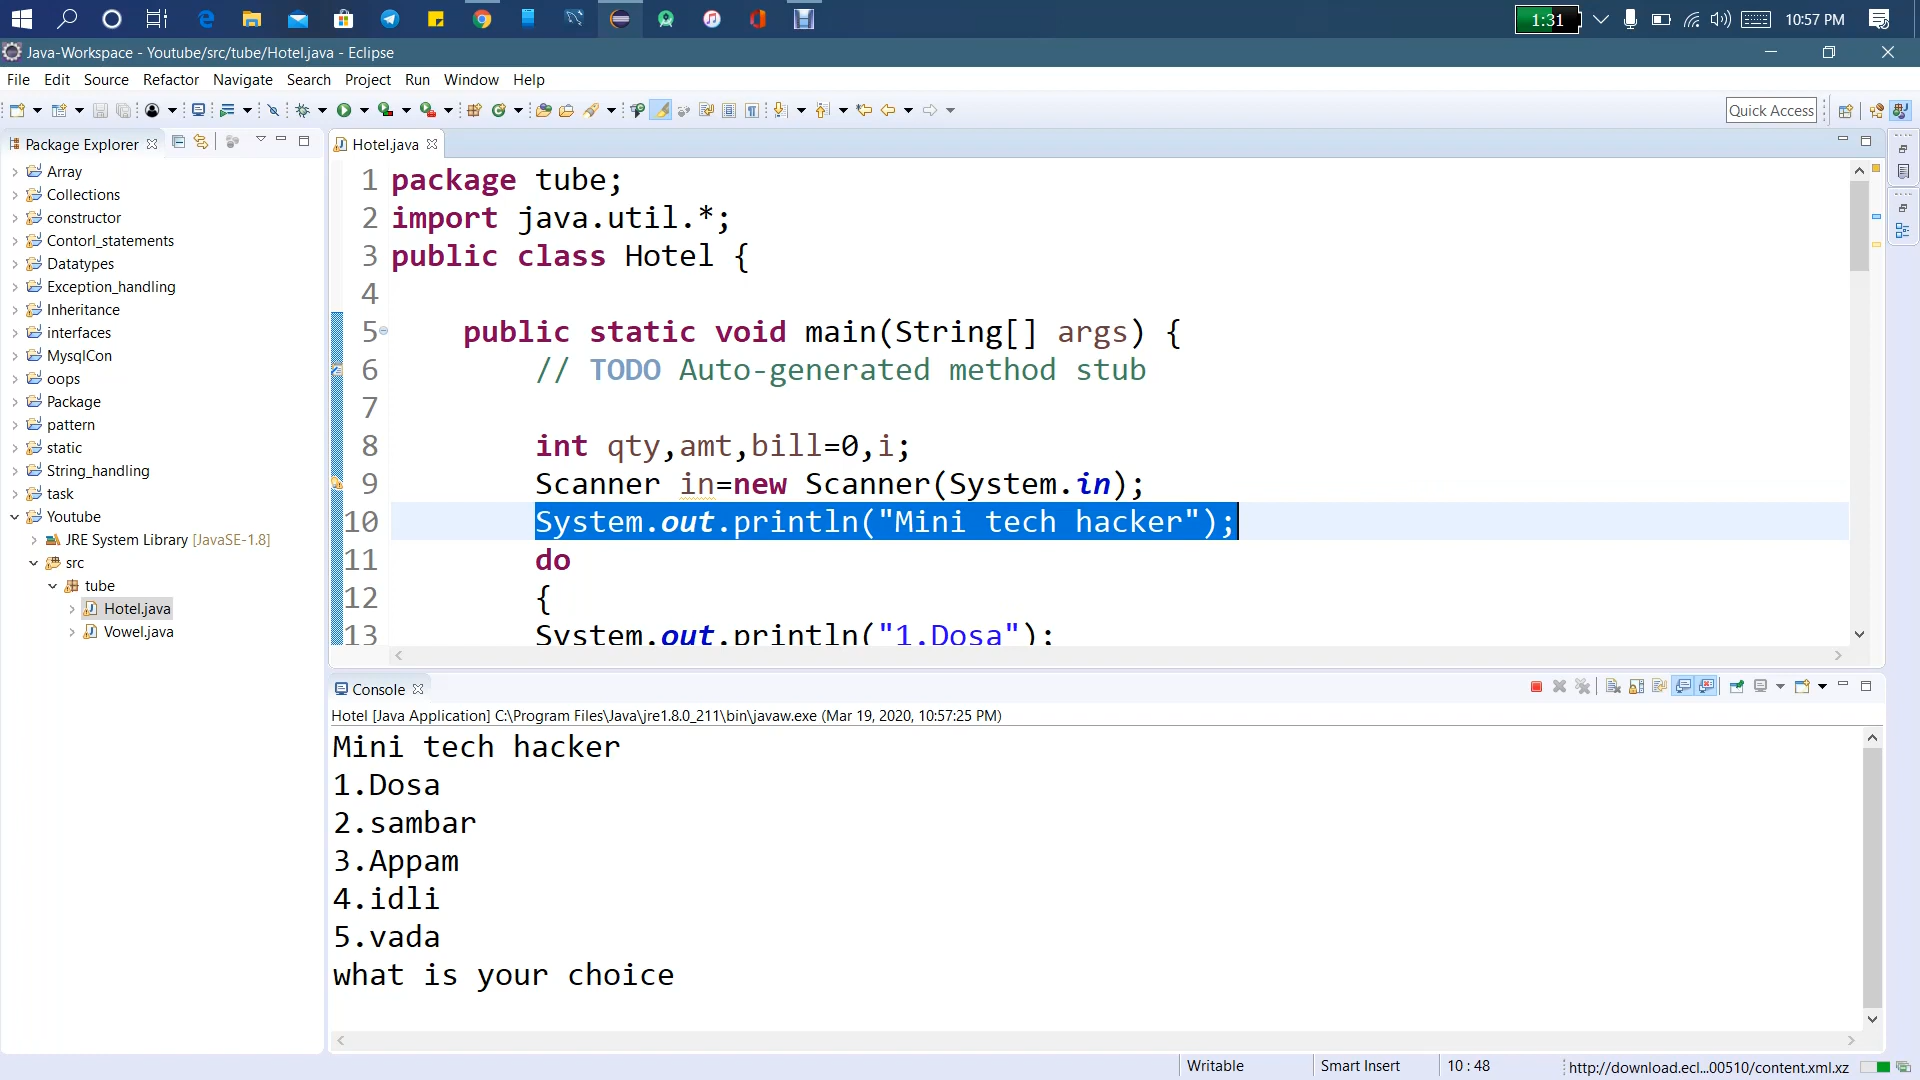 1:31
10:57 PM
Java-Workspace - Youtube/src/tube/Hotel.java - Eclipse
File Edit Source Refactor Navigate Search Project Run Window Help
Quick Access
Package Explorer
Array
Collections
constructor
Contorl_statements
Datatypes
Exception_handling
Inheritance
interfaces
MysqlCon
oops
Package
pattern
static
String_handling
task
Youtube
JRE System Library [JavaSE-1.8]
src
tube
Hotel.java
Vowel.java
Hotel.java
1 package tube;
2 import java.util.*;
3 public class Hotel {
4
5 public static void main(String[] args) {
6 // TODO Auto-generated method stub
7
8 int qty,amt,bill=0,i;
9 Scanner in=new Scanner(System.in);
10 System.out.println("Mini tech hacker");
11 do
12 {
13 System.out.println("1.Dosa");
Console
Hotel [Java Application] C:\Program Files\Java\jre1.8.0_211\bin\javaw.exe (Mar 19, 2020, 10:57:25 PM)
Mini tech hacker
1.Dosa
2.sambar
3.Appam
4.idli
5.vada
what is your choice
Writable Smart Insert 10 : 48 http://download.ecl...00510/content.xml.xz